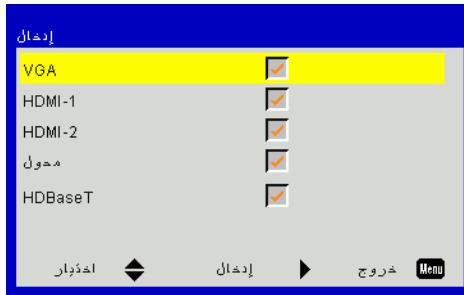 إدخال
VGA
HDMI-1
HDMI-2
محول
HDBaseT
اختيار إدخال خروج Menu